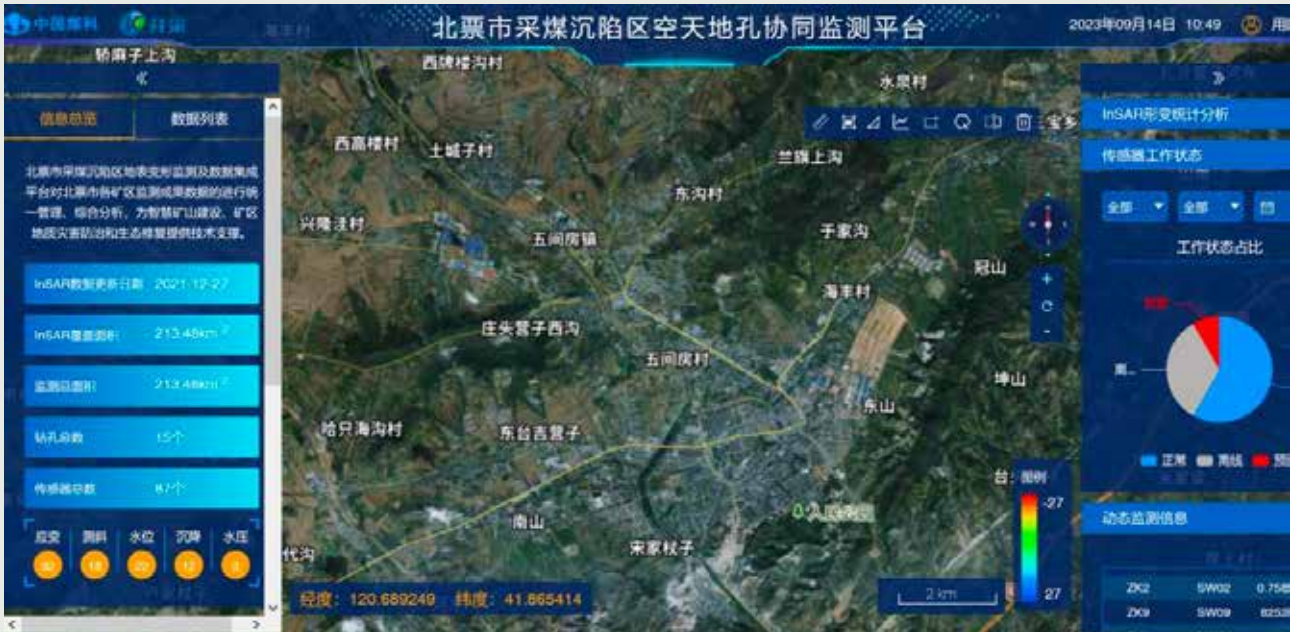 中国煤科
北票市采煤沉陷区空天地孔协同监测平台
2023年09月14日 10:49
轿麻子上沟
信息总览
数据列表
北票市采煤沉陷区地表变形监测及数据集成
平台对北票市各矿区监测成果数据的进行统
一管理、综合分析，为智慧矿山建设、矿区
地质灾害防治和生态修复提供技术支撑。
InSAR数据更新日期 2021-12-27
InSAR覆盖面积 213.48km²
监测总面积 213.48km²
钻孔总数 15个
传感器总数 87个
应变 测斜 水位 沉降 水压
西牌楼沟村
水泉村
宝乡
西高楼村
土城子村
兰旗上沟
东沟村
兴隆洼村
五间房镇
于家沟
冠山
海丰村
庄头营子西沟
五间房村
坤山
东山
哈只海沟村
东台吉营子
台
南山
人民公园
宋家杖子
代沟
图例
-27
27
经度：120.689249 纬度：41.865414
2 km
InSAR形变统计分析
传感器工作状态
全部
全部
工作状态占比
离...
正常
离线
动态监测信息
ZK2 SW02
ZK9 SW09